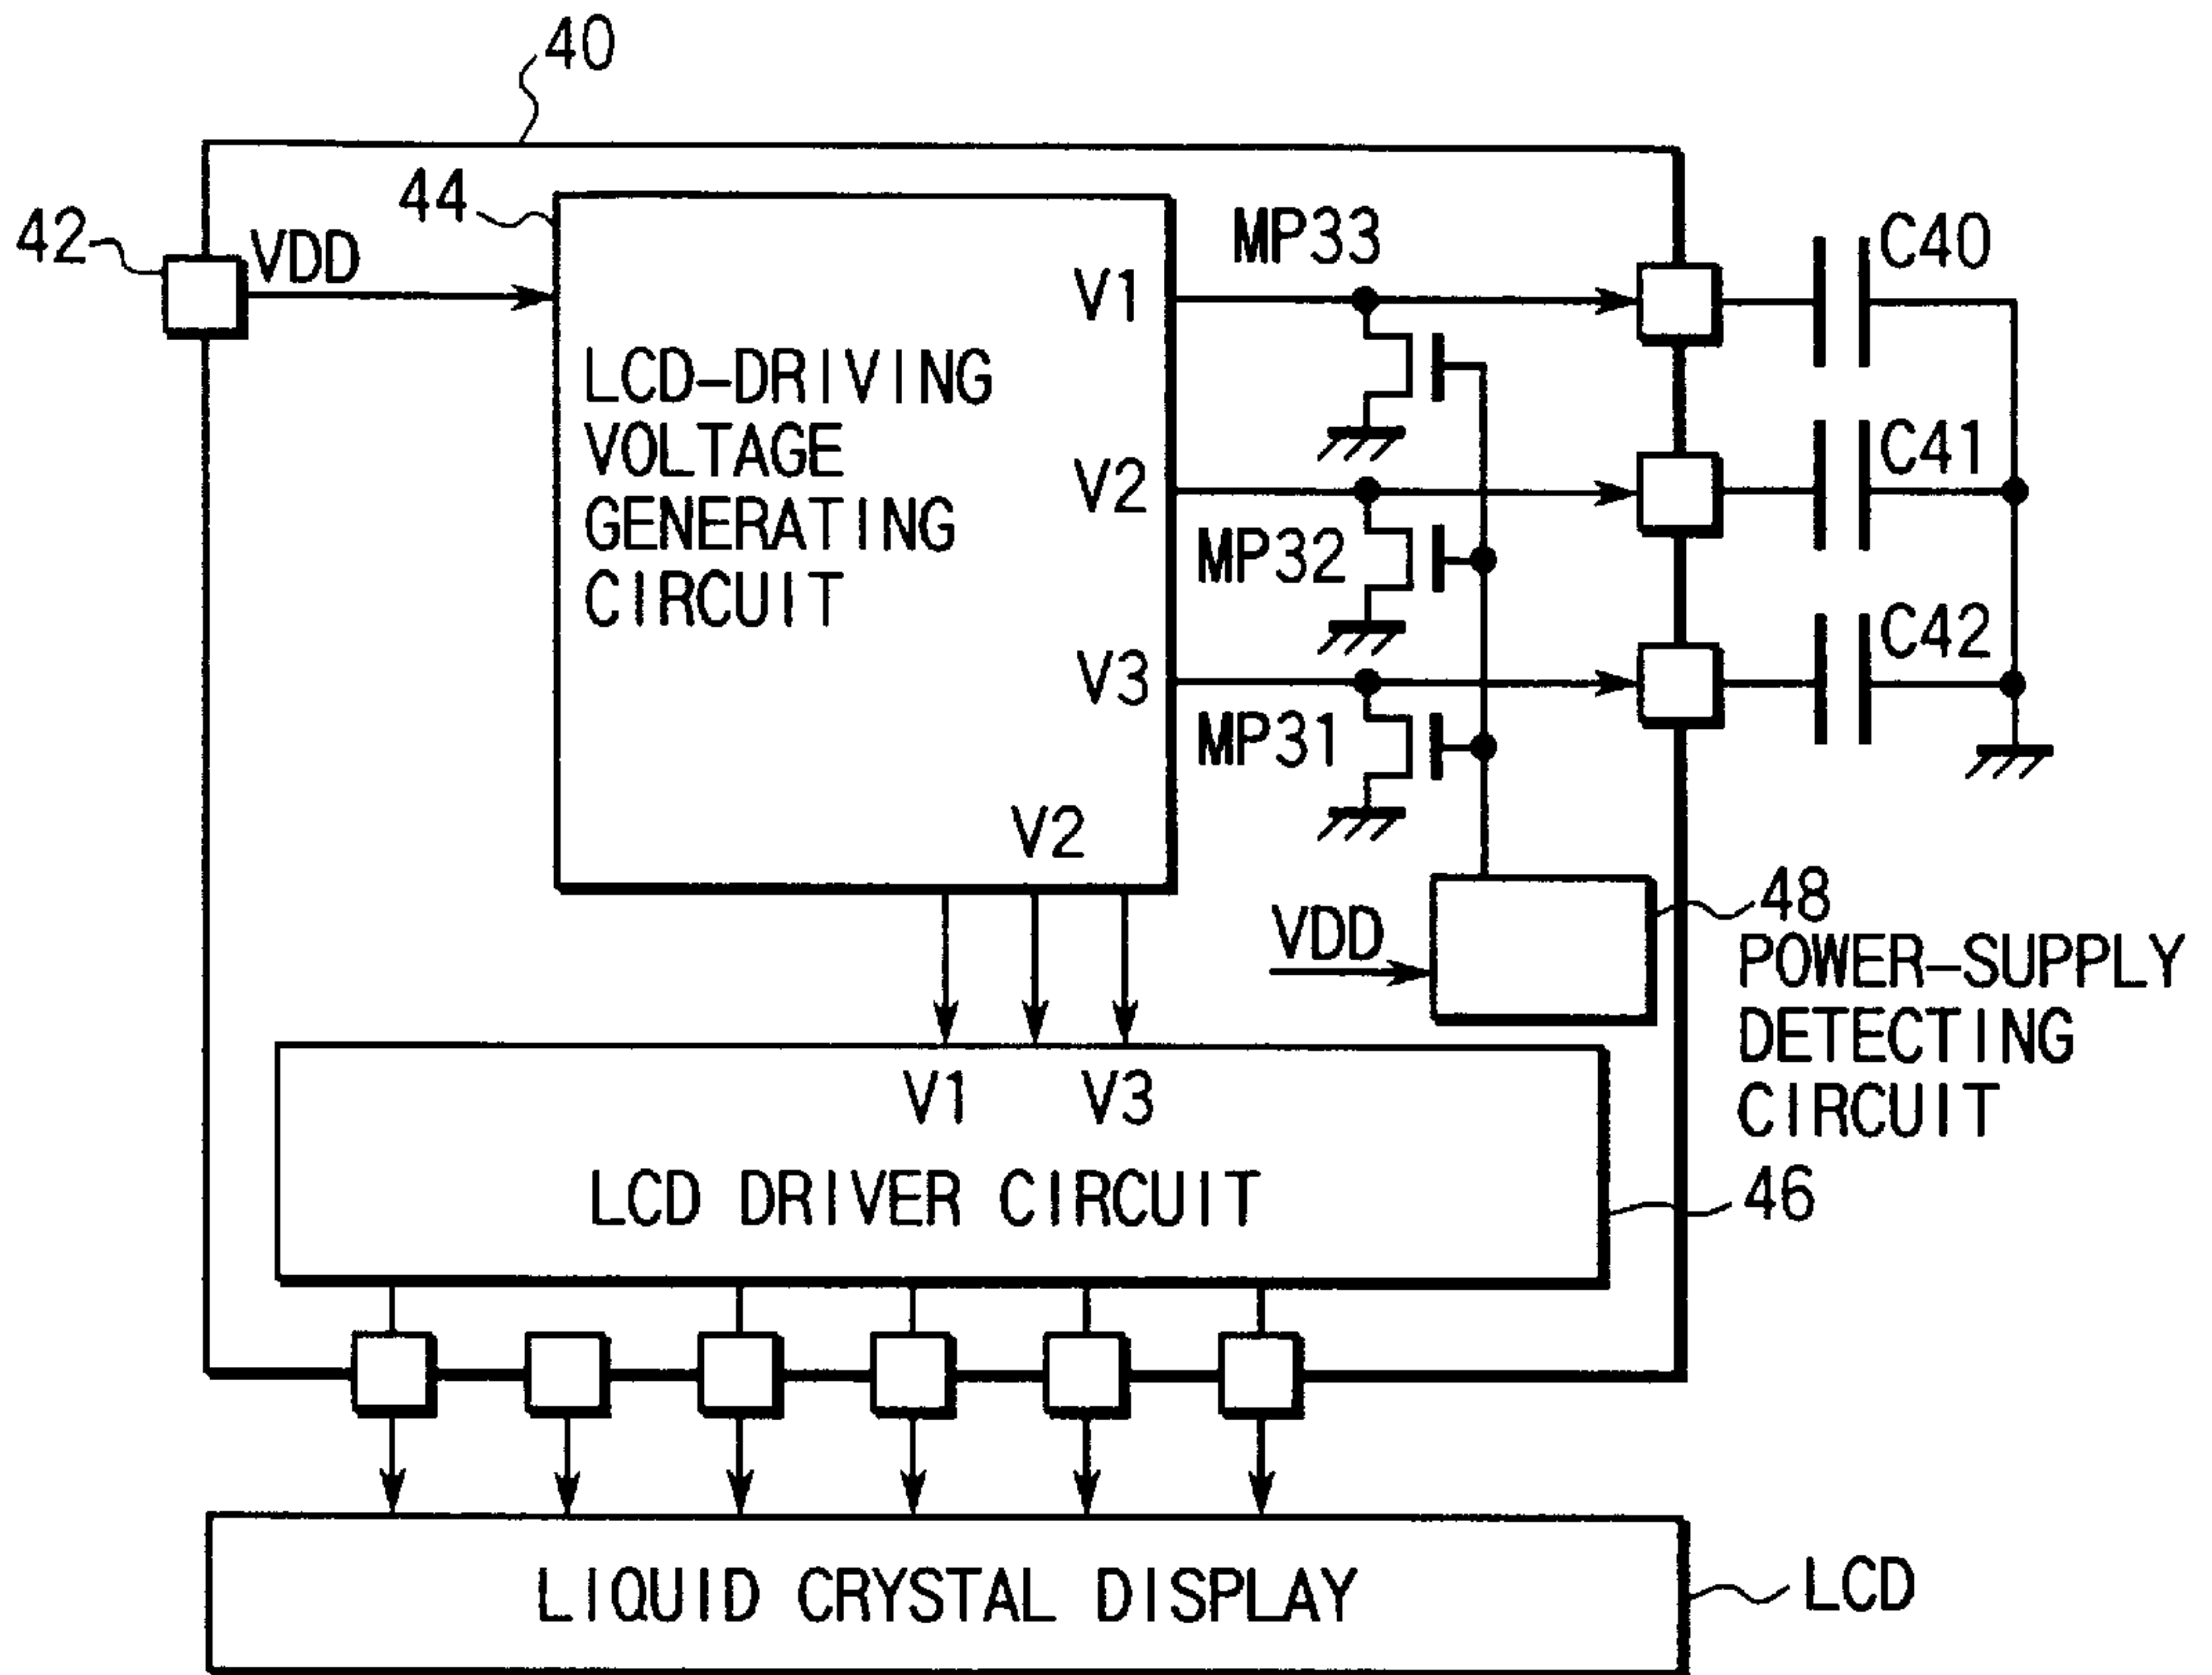 40
44
42
VDD
MP33
C40
V1
LCD-DRIVING
VOLTAGE
GENERATING
CIRCUIT
V2
C41
MP32
V3
C42
MP31
V2
48
VDD
POWER-SUPPLY
DETECTING
CIRCUIT
V1 V3
LCD DRIVER CIRCUIT
46
LIQUID CRYSTAL DISPLAY
LCD